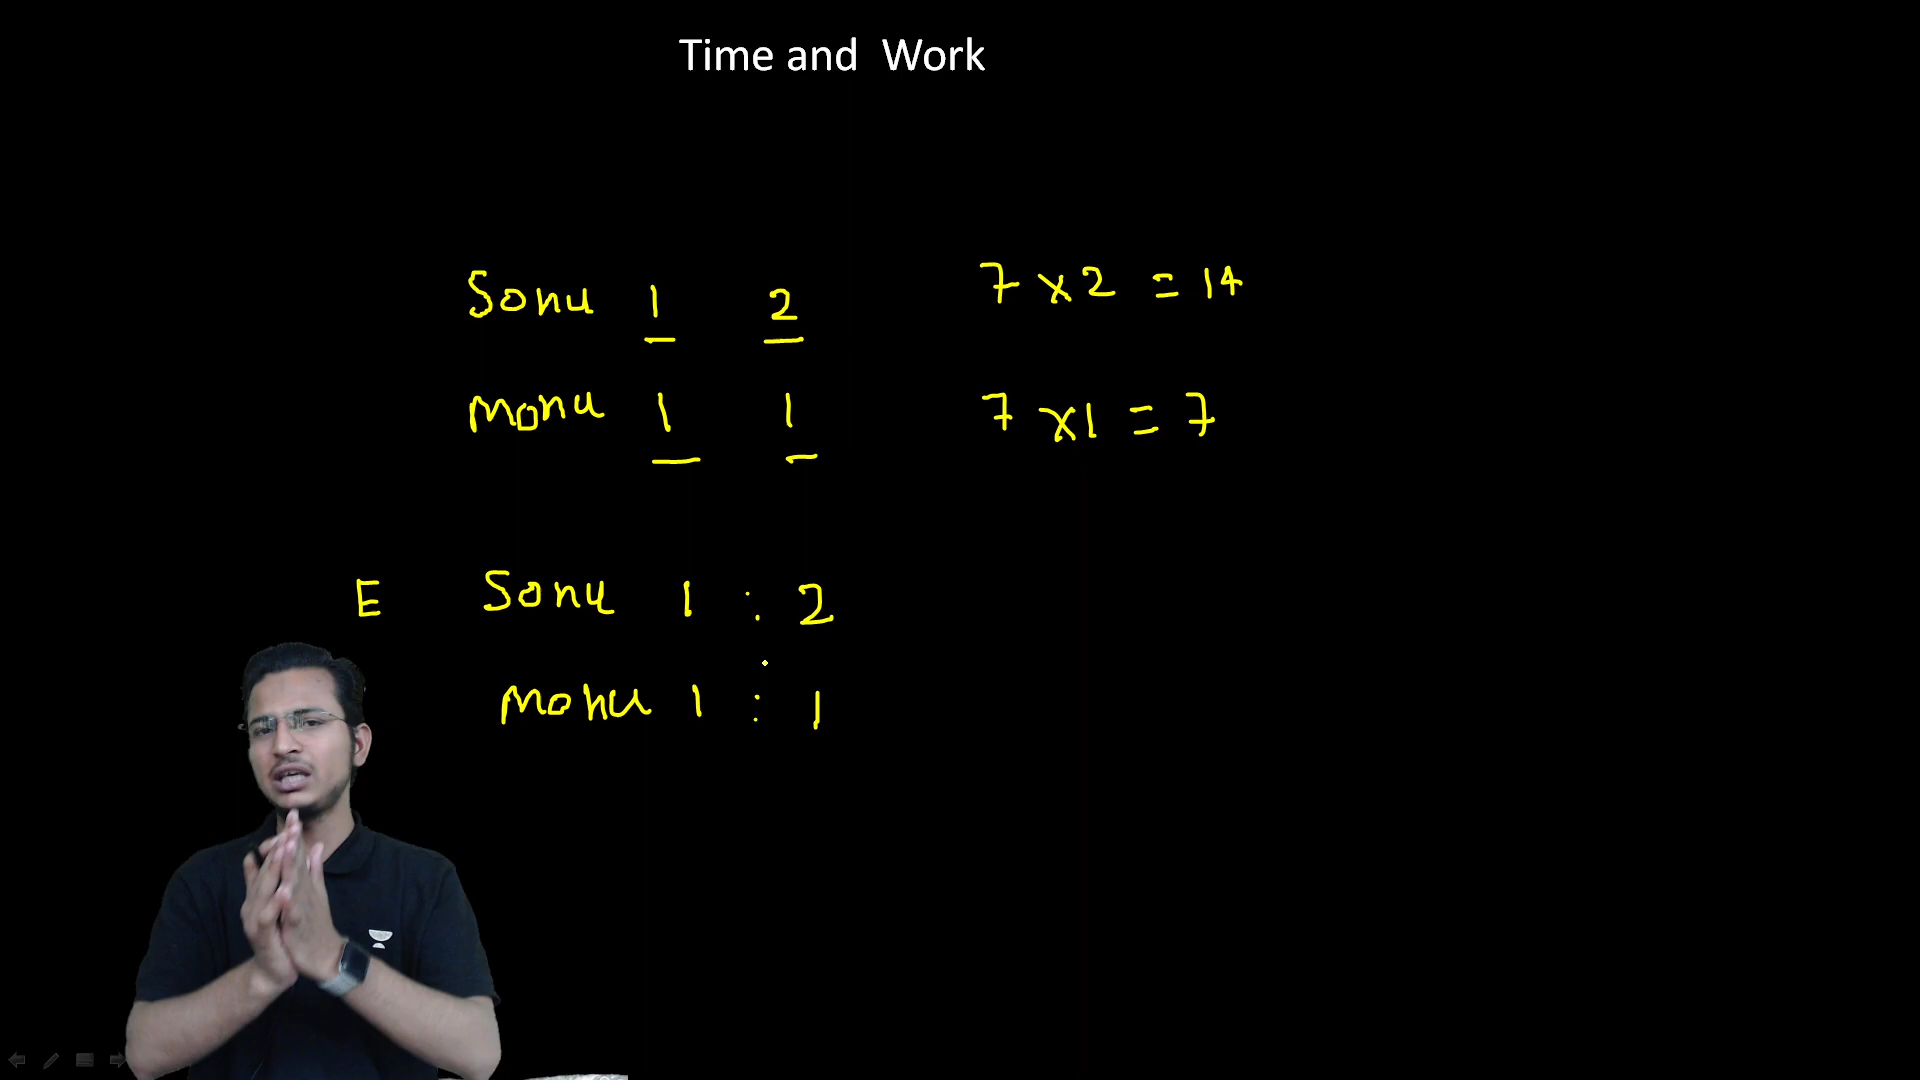 Time and Work
Sonu 1 2 7 × 2 = 14
Monu 1 1 7 × 1 = 7
E Sonu 1 : 2
Monu 1 : 1